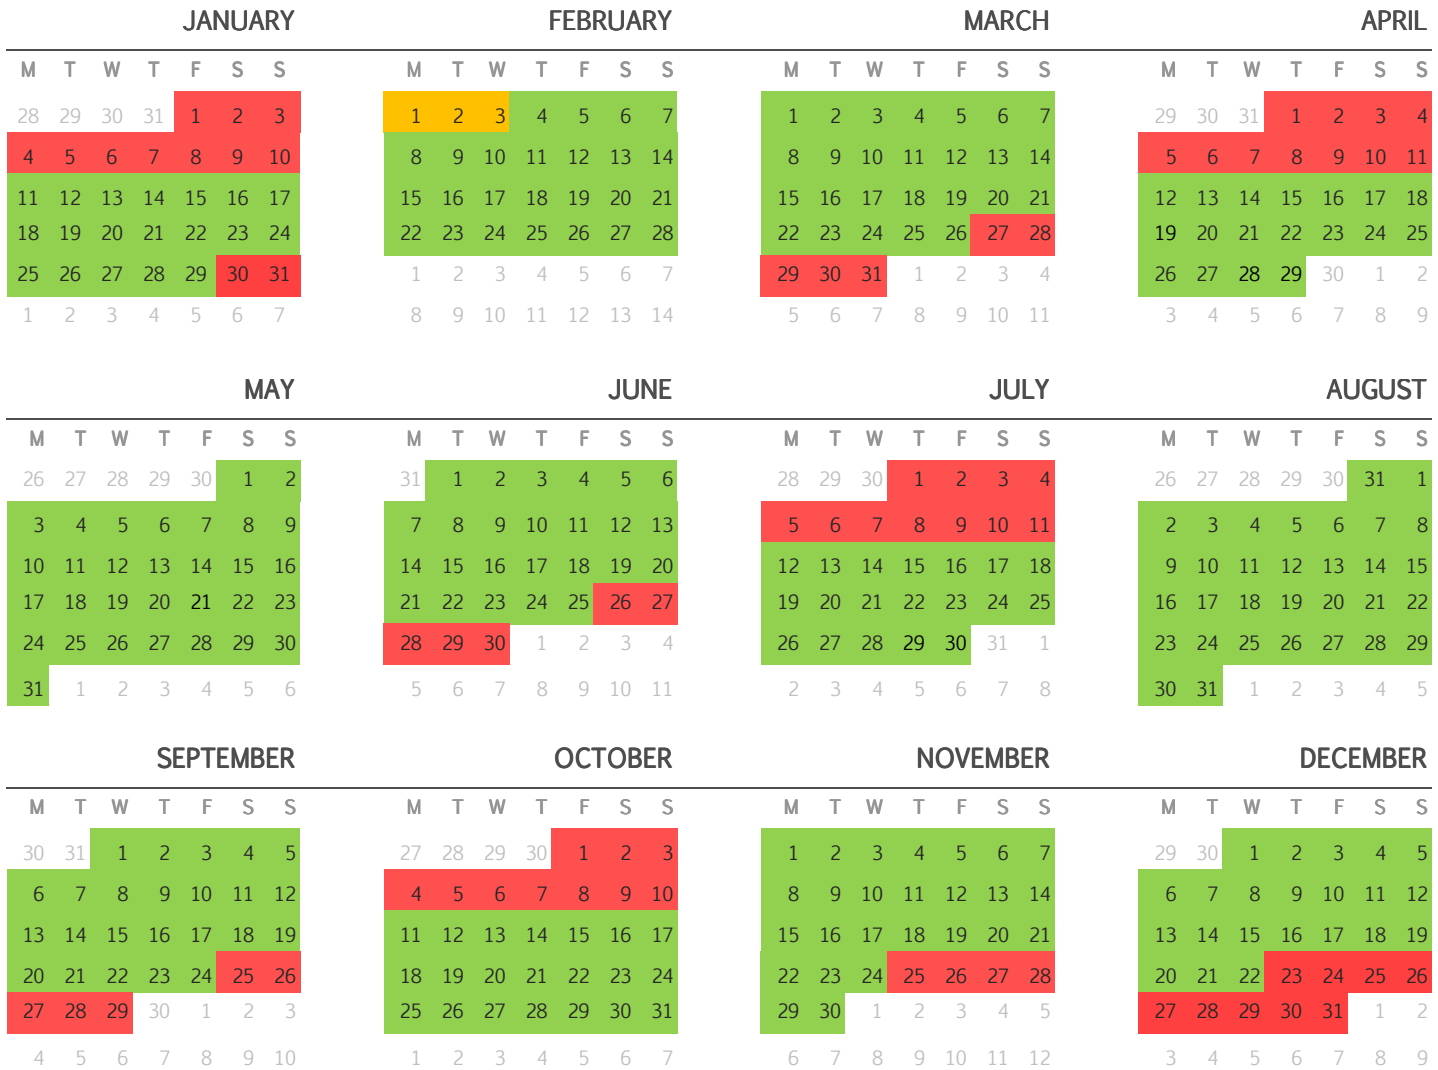 JANUARY FEBRUARY MARCH APRIL
M T W T F S S M T W T F S S M T W T F S S M T W T F S S
28 29 30 31 1 2 3 1 2 3 4 5 6 7 1 2 3 4 5 6 7 29 30 31 1 2 3 4
4 5 6 7 8 9 10 8 9 10 11 12 13 14 8 9 10 11 12 13 14 5 6 7 8 9 10 11
11 12 13 14 15 16 17 15 16 17 18 19 20 21 15 16 17 18 19 20 21 12 13 14 15 16 17 18
18 19 20 21 22 23 24 22 23 24 25 26 27 28 22 23 24 25 26 27 28 19 20 21 22 23 24 25
25 26 27 28 29 30 31 1 2 3 4 5 6 7 29 30 31 1 2 3 4 26 27 28 29 30 1 2
1 2 3 4 5 6 7 8 9 10 11 12 13 14 5 6 7 8 9 10 11 3 4 5 6 7 8 9
MAY JUNE JULY AUGUST
M T W T F S S M T W T F S S M T W T F S S M T W T F S S
26 27 28 29 30 1 2 31 1 2 3 4 5 6 28 29 30 1 2 3 4 26 27 28 29 30 31 1
3 4 5 6 7 8 9 7 8 9 10 11 12 13 5 6 7 8 9 10 11 2 3 4 5 6 7 8
10 11 12 13 14 15 16 14 15 16 17 18 19 20 12 13 14 15 16 17 18 9 10 11 12 13 14 15
17 18 19 20 21 22 23 21 22 23 24 25 26 27 19 20 21 22 23 24 25 16 17 18 19 20 21 22
24 25 26 27 28 29 30 28 29 30 1 2 3 4 26 27 28 29 30 31 1 23 24 25 26 27 28 29
31 1 2 3 4 5 6 5 6 7 8 9 10 11 2 3 4 5 6 7 8 30 31 1 2 3 4 5
SEPTEMBER OCTOBER NOVEMBER DECEMBER
M T W T F S S M T W T F S S M T W T F S S M T W T F S S
30 31 1 2 3 4 5 27 28 29 30 1 2 3 1 2 3 4 5 6 7 29 30 1 2 3 4 5
6 7 8 9 10 11 12 4 5 6 7 8 9 10 8 9 10 11 12 13 14 6 7 8 9 10 11 12
13 14 15 16 17 18 19 11 12 13 14 15 16 17 15 16 17 18 19 20 21 13 14 15 16 17 18 19
20 21 22 23 24 25 26 18 19 20 21 22 23 24 22 23 24 25 26 27 28 20 21 22 23 24 25 26
27 28 29 30 1 2 3 25 26 27 28 29 30 31 29 30 1 2 3 4 5 27 28 29 30 31 1 2
4 5 6 7 8 9 10 1 2 3 4 5 6 7 6 7 8 9 10 11 12 3 4 5 6 7 8 9